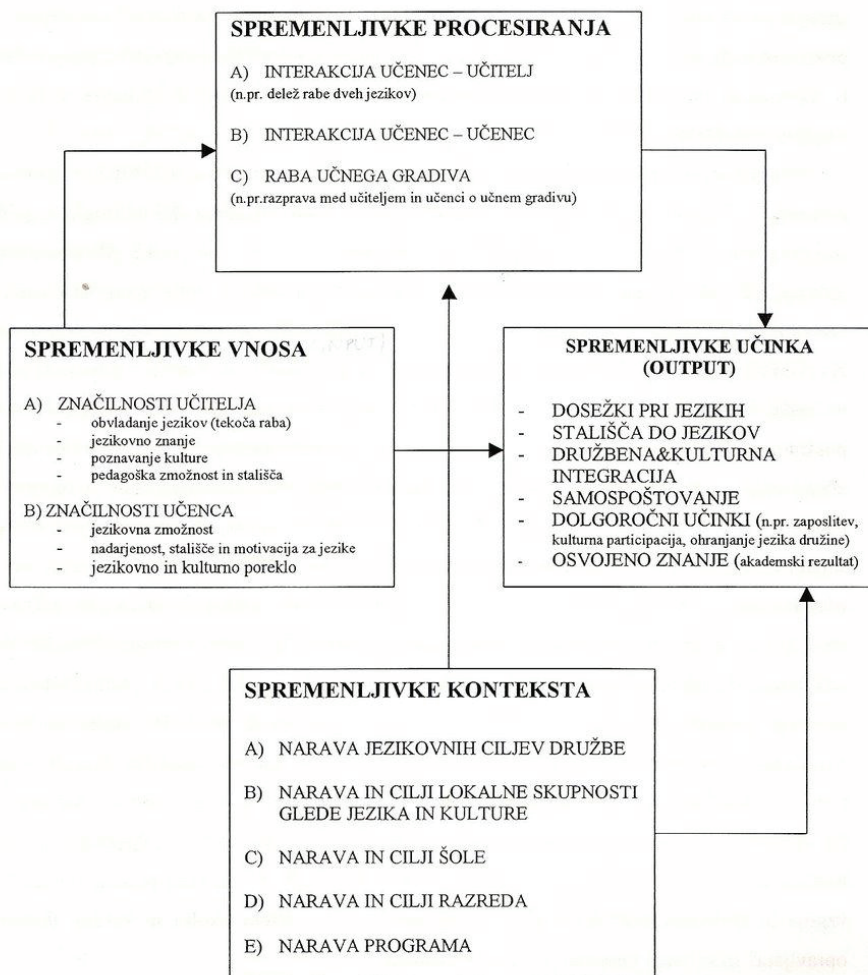 SPREMENLJIVKE PROCESIRANJA
A) INTERAKCIJA UČENEC – UČITELJ
(n.pr. delež rabe dveh jezikov)
B) INTERAKCIJA UČENEC – UČENEC
C) RABA UČNEGA GRADIVA
(n.pr.razprava med učiteljem in učenci o učnem gradivu)
SPREMENLJIVKE VNOSA
A) ZNAČILNOSTI UČITELJA
- obvladanje jezikov (tekoča raba)
- jezikovno znanje
- poznavanje kulture
- pedagoška zmožnost in stališča
B) ZNAČILNOSTI UČENCA
- jezikovna zmožnost
- nadarjenost, stališče in motivacija za jezike
- jezikovno in kulturno poreklo
SPREMENLJIVKE UČINKA
(OUTPUT)
- DOSEŽKI PRI JEZIKIH
- STALIŠČA DO JEZIKOV
- DRUŽBENA&KULTURNA
INTEGRACIJA
- SAMOSPOŠTOVANJE
- DOLGOROČNI UČINKI (n.pr. zaposlitev,
kulturna participacija, ohranjanje jezika družine)
- OSVOJENO ZNANJE (akademski rezultat)
SPREMENLJIVKE KONTEKSTA
A) NARAVA JEZIKOVNIH CILJEV DRUŽBE
B) NARAVA IN CILJI LOKALNE SKUPNOSTI
GLEDE JEZIKA IN KULTURE
C) NARAVA IN CILJI ŠOLE
D) NARAVA IN CILJI RAZREDA
E) NARAVA PROGRAMA